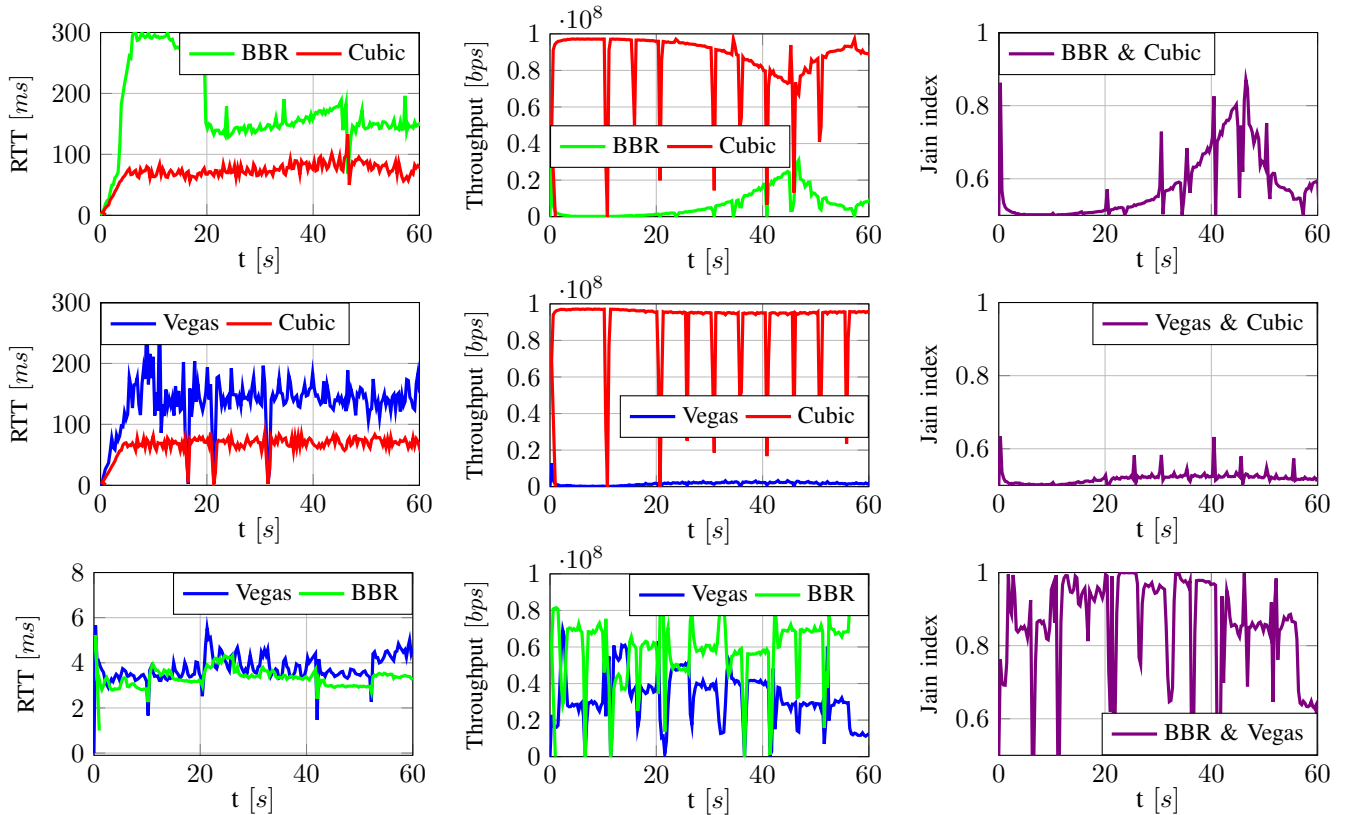 300
200
100
0
0 20 40 60
RTT [ms]
t [s]
BBR Cubic
·10^8
1
0.8
0.6
0.4
0.2
0
0 20 40 60
Throughput [bps]
t [s]
BBR Cubic
1
0.8
0.6
0 20 40 60
Jain index
t [s]
BBR & Cubic
300
200
100
0
0 20 40 60
RTT [ms]
t [s]
Vegas Cubic
·10^8
1
0.8
0.6
0.4
0.2
0
0 20 40 60
Throughput [bps]
t [s]
Vegas Cubic
1
0.8
0.6
0 20 40 60
Jain index
t [s]
Vegas & Cubic
8
6
4
2
0
0 20 40 60
RTT [ms]
t [s]
Vegas BBR
·10^8
1
0.8
0.6
0.4
0.2
0
0 20 40 60
Throughput [bps]
t [s]
Vegas BBR
1
0.8
0.6
0 20 40 60
Jain index
t [s]
BBR & Vegas